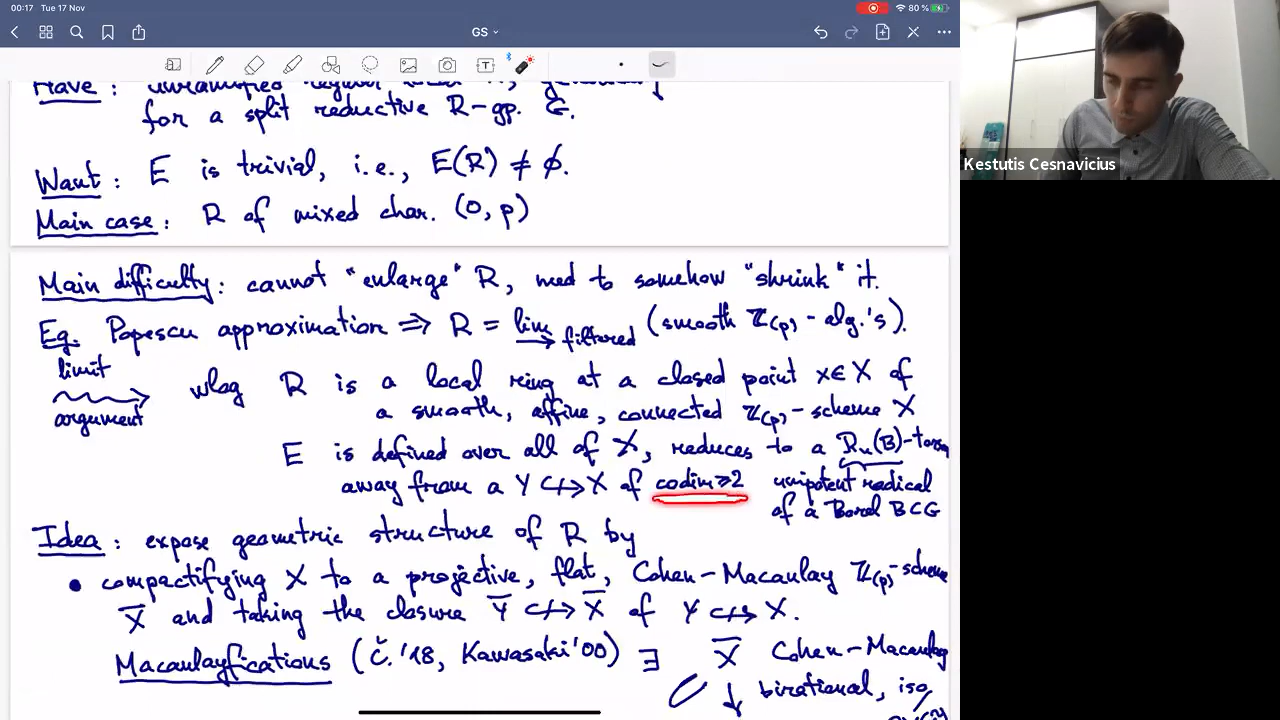 00:17 Tue 17 Nov
80 %
GS
Kestutis Cesnavicius
Have :
for a split reductive R-gp. G.
Want : E is trivial, i.e., E(R) ≠ ∅.
Main case : R of mixed char. (0, p)
Main difficulty : cannot "enlarge" R, need to somehow "shrink" it.
Eg. Popescu approximation ⇒ R = lim→ filtered (smooth ℤ(p) - alg.'s).
limit argument
wlog R is a local ring at a closed point x∈X of
a smooth, affine, connected ℤ(p)-scheme X
E is defined over all of X, reduces to a Ru(B)-torso
away from a Y ↪ X of codim ≥ 2
unipotent radical
of a Borel B⊂G
Idea : expose geometric structure of R by
• compactifying X to a projective, flat, Cohen-Macaulay ℤ(p)-scheme
X̄ and taking the closure Ȳ ↪ X̄ of Y ↪ X.
Macaulayfications (Č.'18, Kawasaki'00) ∃ X̄ Cohen-Macaulay
↓ birational, iso/